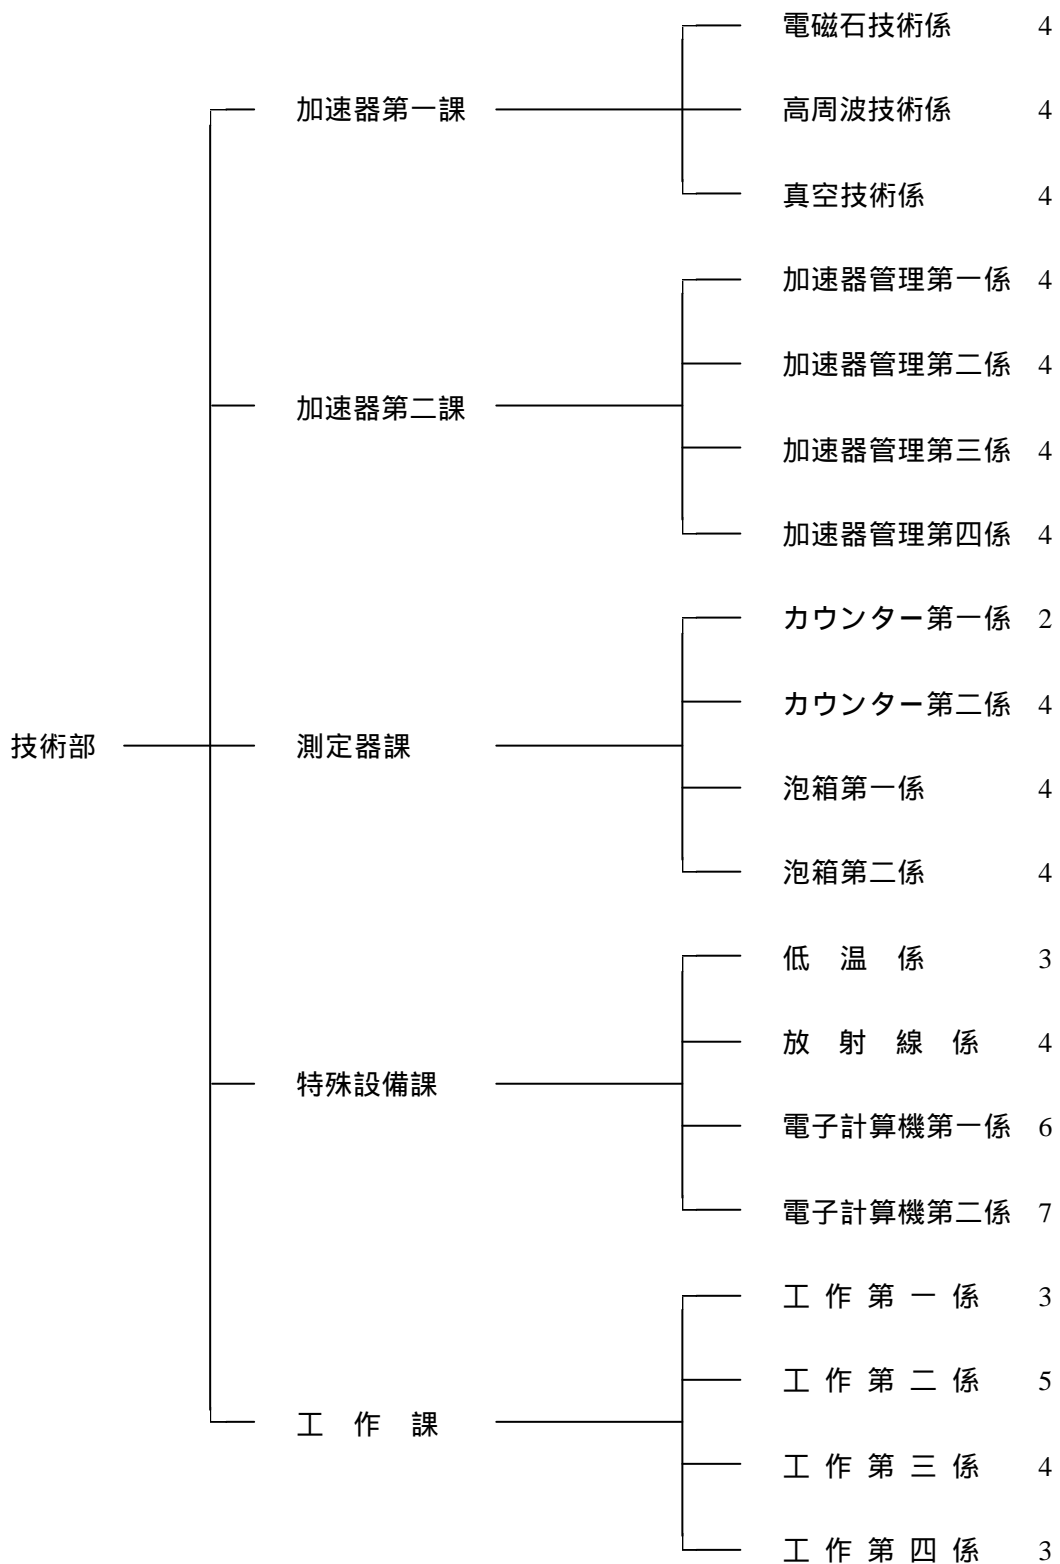 電磁石技術係 4
加速器第一課 高周波技術係 4
真空技術係 4
加速器管理第一係 4
加速器管理第二係 4
加速器第二課
加速器管理第三係 4
加速器管理第四係 4
カウンター第一係 2
カウンター第二係 4
技術部 測定器課
泡箱第一係 4
泡箱第二係 4
低 温 係 3
放 射 線 係 4
特殊設備課
電子計算機第一係 6
電子計算機第二係 7
工 作 第 一 係 3
工 作 第 二 係 5
工 作 課
工 作 第 三 係 4
工 作 第 四 係 3